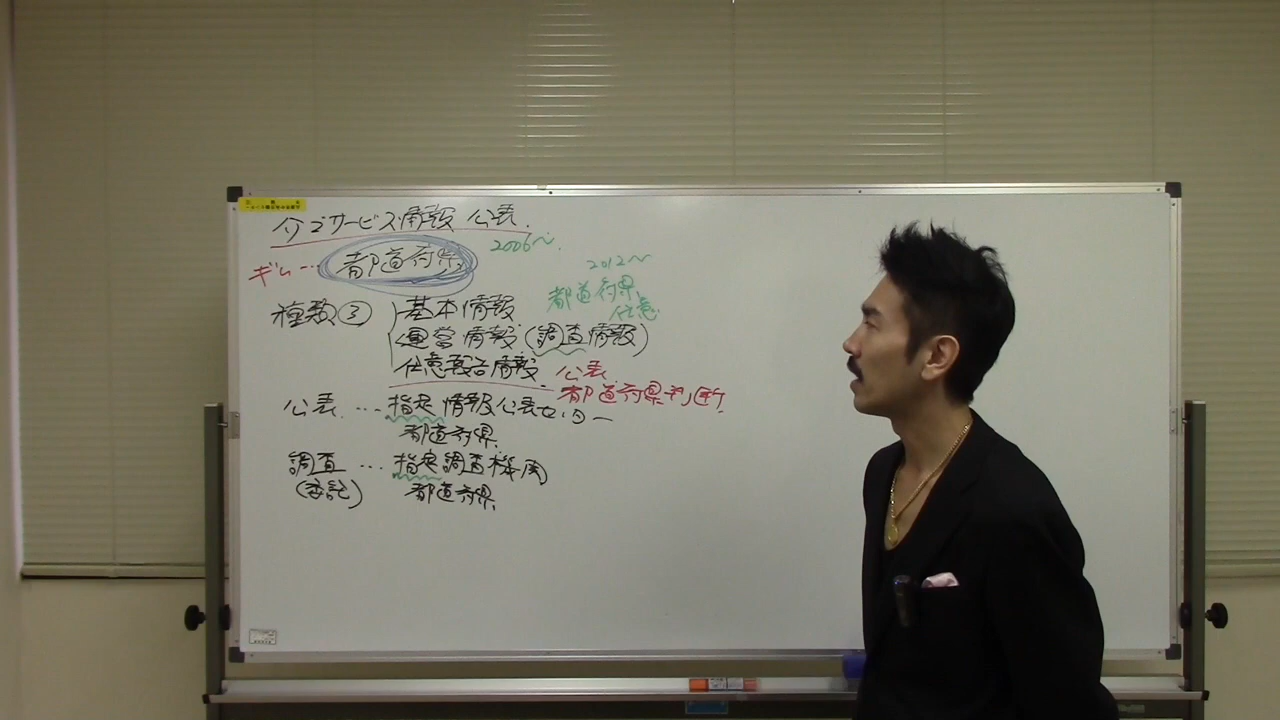 介ゴサービス情報 公表.
2006〜.
ギム… 都道府県
2012〜
都道府県
任意
種類③ 基本情報
運営情報(調査情報)
任意報告情報
公表
都道府県判断
公表 … 指定情報公表センター
都道府県
調査 … 指定調査機関
(委託) 都道府県